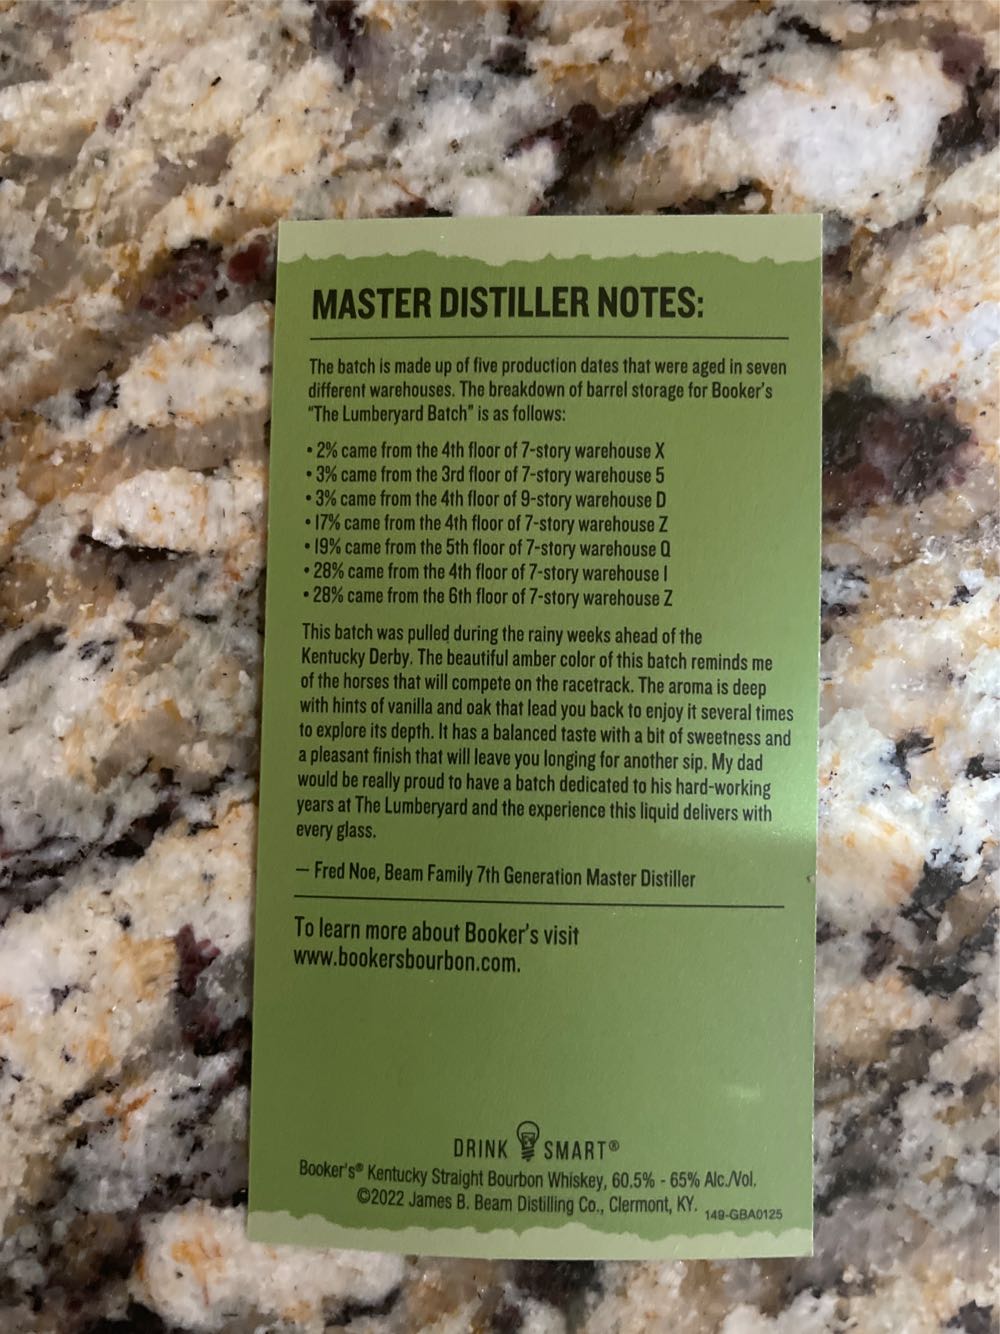 MASTER DISTILLER NOTES:
The batch is made up of five production dates that were aged in seven
different warehouses. The breakdown of barrel storage for Booker's
"The Lumberyard Batch" is as follows:
• 2% came from the 4th floor of 7-story warehouse X
• 3% came from the 3rd floor of 7-story warehouse 5
• 3% came from the 4th floor of 9-story warehouse D
• 17% came from the 4th floor of 7-story warehouse Z
• 19% came from the 5th floor of 7-story warehouse Q
• 28% came from the 4th floor of 7-story warehouse I
• 28% came from the 6th floor of 7-story warehouse Z
This batch was pulled during the rainy weeks ahead of the
Kentucky Derby. The beautiful amber color of this batch reminds me
of the horses that will compete on the racetrack. The aroma is deep
with hints of vanilla and oak that lead you back to enjoy it several times
to explore its depth. It has a balanced taste with a bit of sweetness and
a pleasant finish that will leave you longing for another sip. My dad
would be really proud to have a batch dedicated to his hard-working
years at The Lumberyard and the experience this liquid delivers with
every glass.
— Fred Noe, Beam Family 7th Generation Master Distiller
To learn more about Booker's visit
www.bookersbourbon.com.
DRINK SMART®
Booker's® Kentucky Straight Bourbon Whiskey, 60.5% - 65% Alc./Vol.
©2022 James B. Beam Distilling Co., Clermont, KY.
149-GBA0125